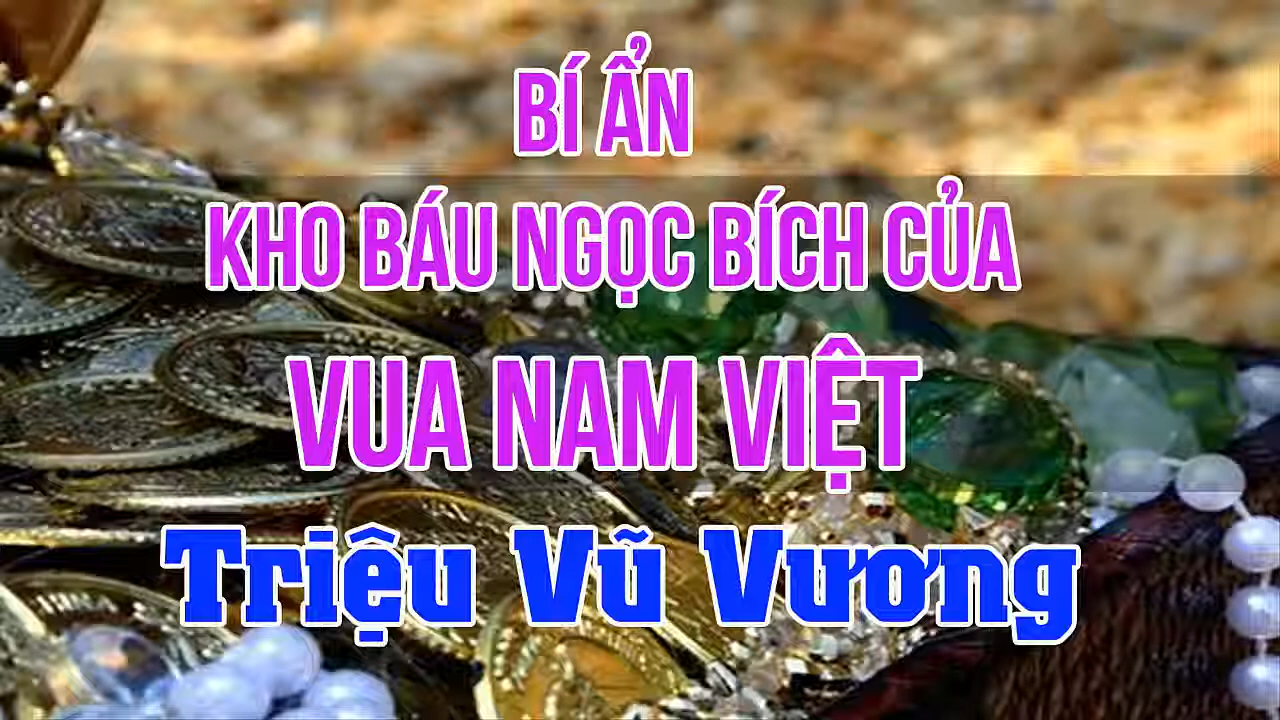 BÍ ẨN
KHO BÁU NGỌC BÍCH CỦA
VUA NAM VIỆT
Triệu Vũ Vương